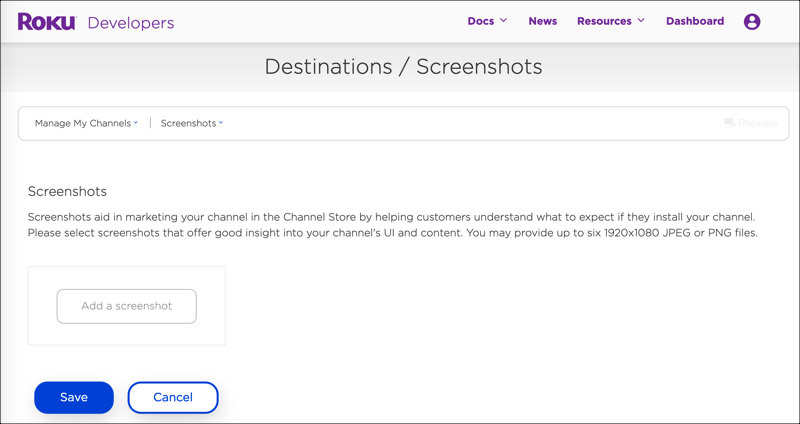 Roku Developers Docs News Resources Dashboard
Destinations / Screenshots
Manage My Channels | Screenshots Preview
Screenshots
Screenshots aid in marketing your channel in the Channel Store by helping customers understand what to expect if they install your channel.
Please select screenshots that offer good insight into your channel's UI and content. You may provide up to six 1920x1080 JPEG or PNG files.
Add a screenshot
Save Cancel